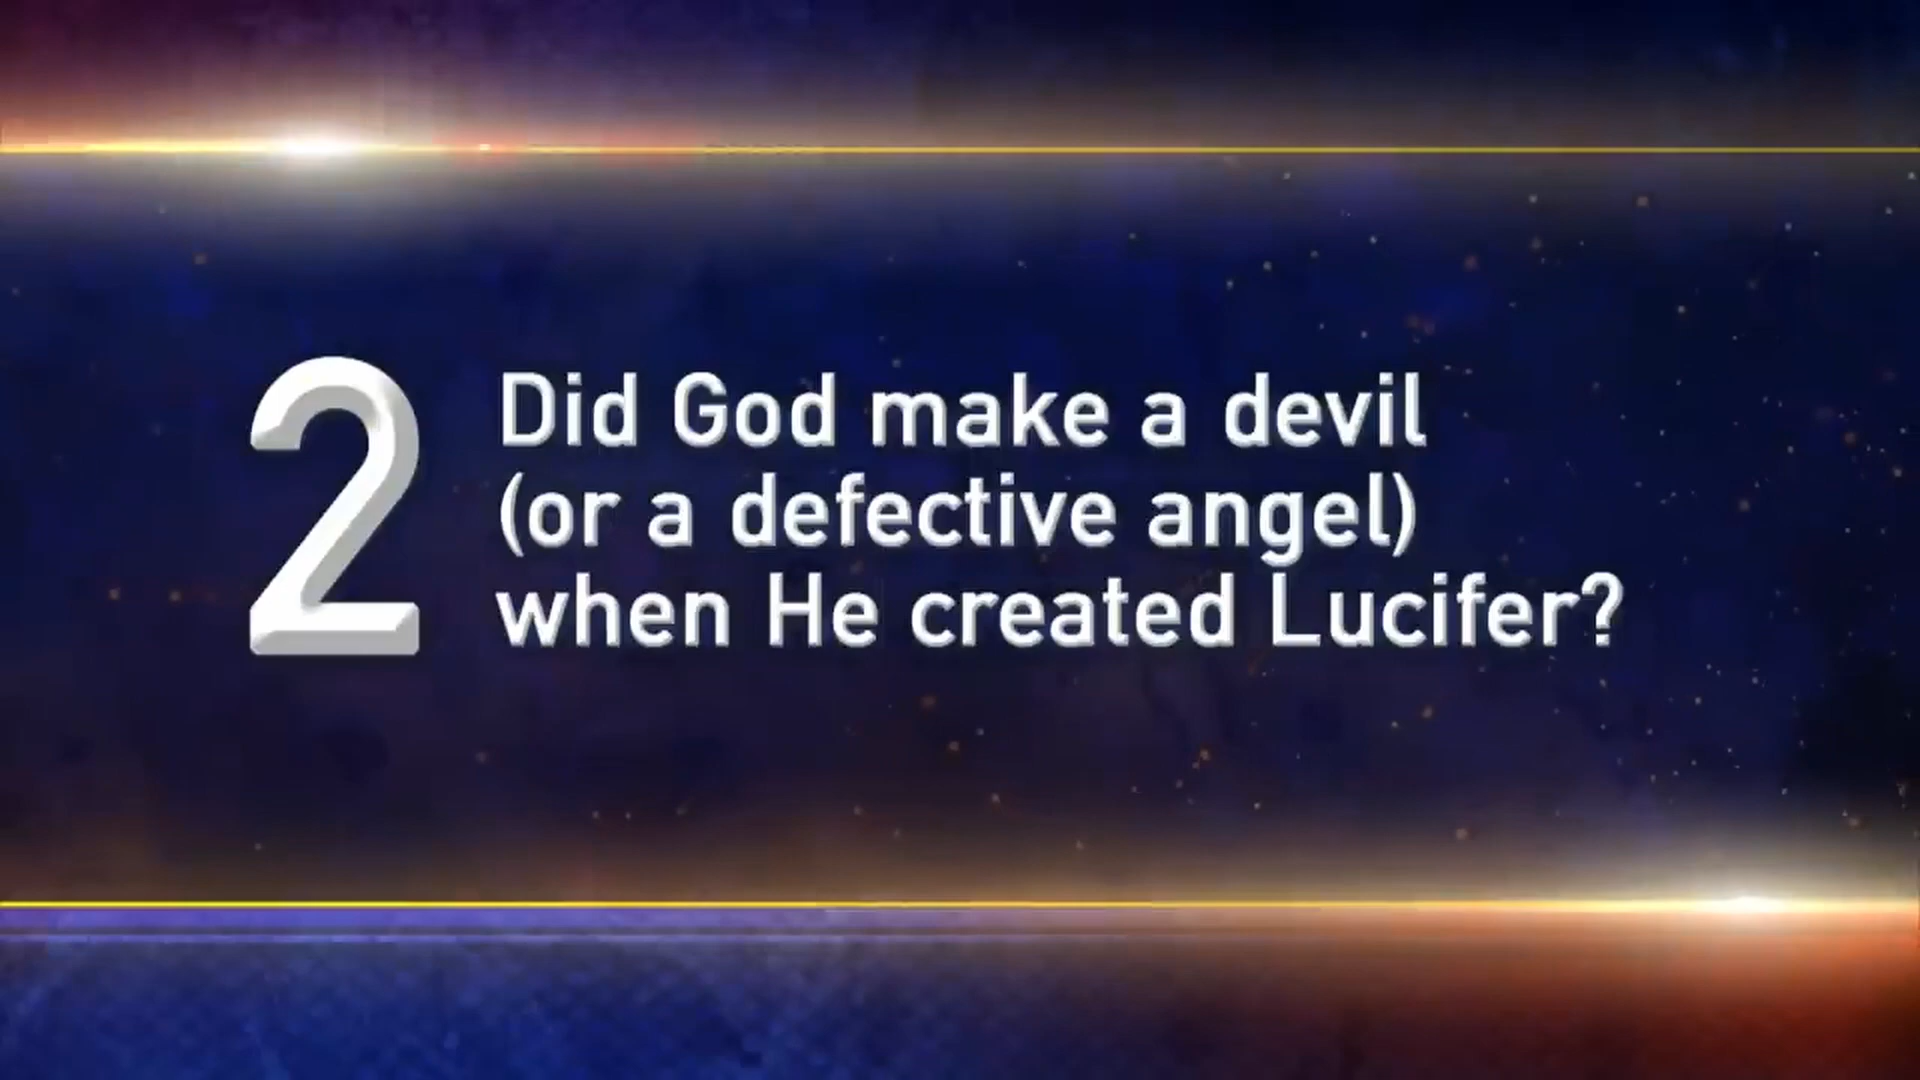 2
Did God make a devil
(or a defective angel)
when He created Lucifer?